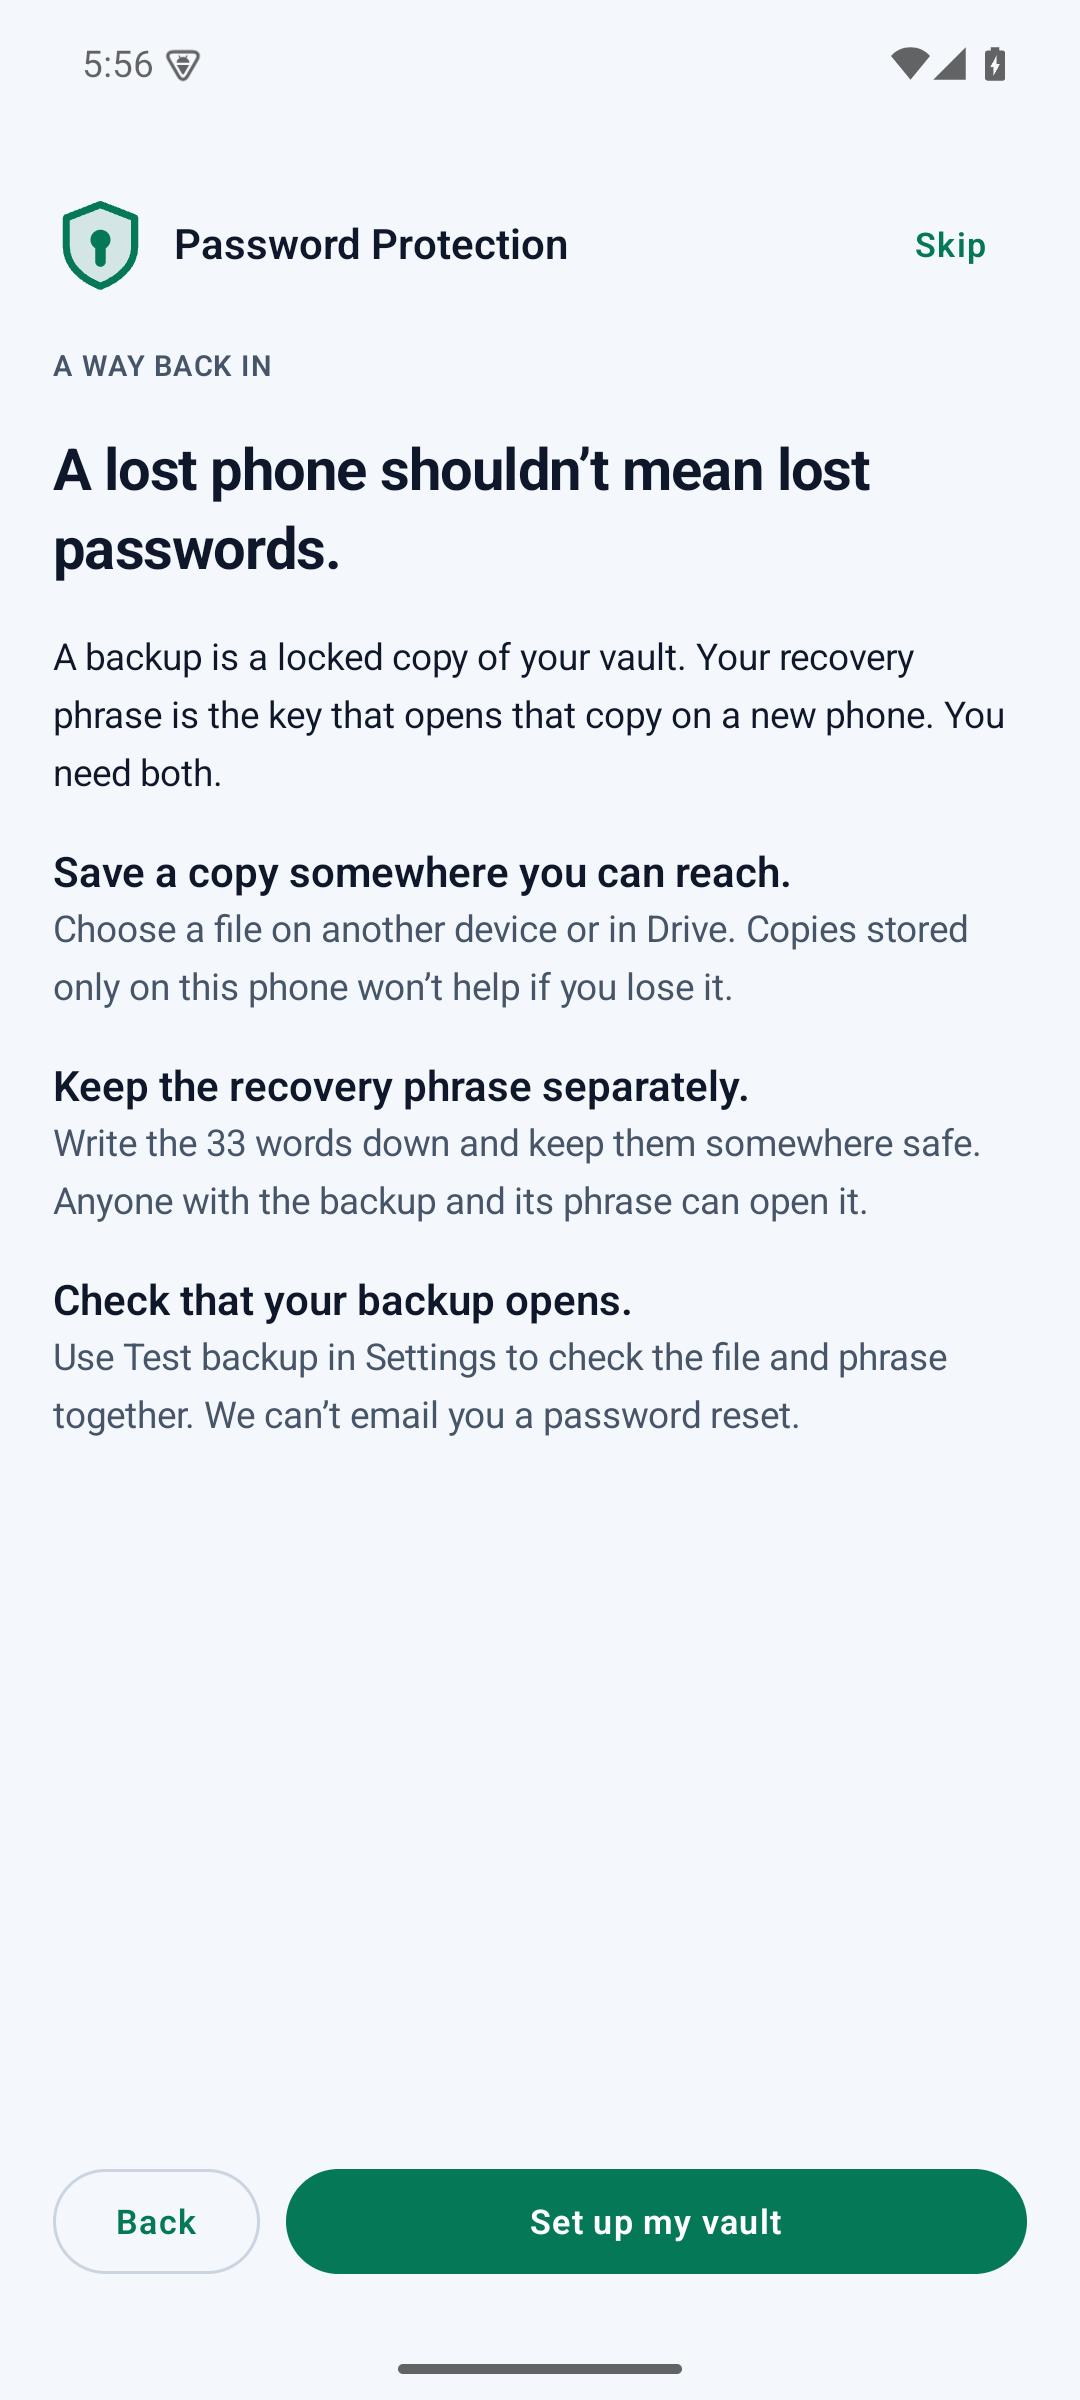 5:56
Password Protection
Skip
A WAY BACK IN
A lost phone shouldn’t mean lost
passwords.
A backup is a locked copy of your vault. Your recovery
phrase is the key that opens that copy on a new phone. You
need both.
Save a copy somewhere you can reach.
Choose a file on another device or in Drive. Copies stored
only on this phone won’t help if you lose it.
Keep the recovery phrase separately.
Write the 33 words down and keep them somewhere safe.
Anyone with the backup and its phrase can open it.
Check that your backup opens.
Use Test backup in Settings to check the file and phrase
together. We can’t email you a password reset.
Back
Set up my vault